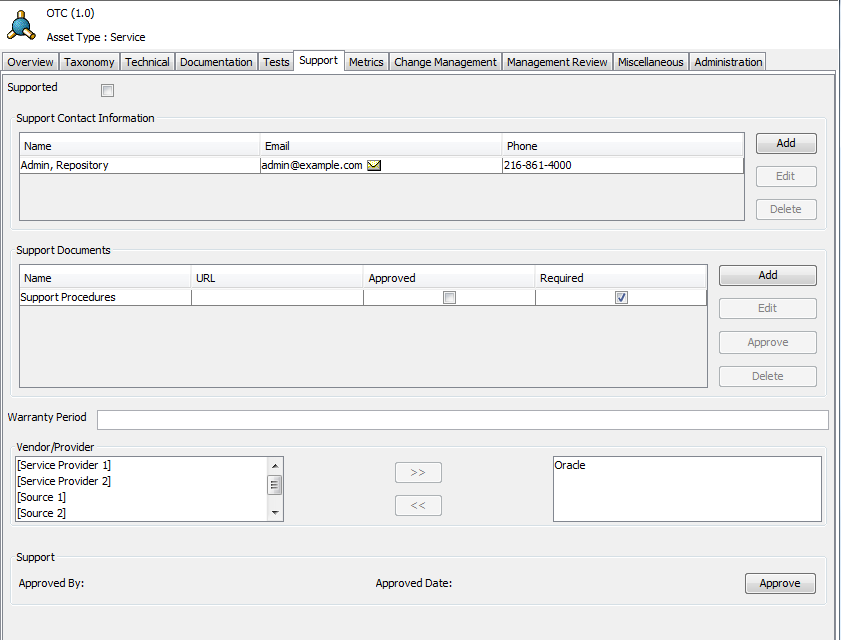 OTC (1.0)
Asset Type : Service
Overview Taxonomy Technical Documentation Tests Support Metrics Change Management Management Review Miscellaneous Administration
Supported
Support Contact Information
Name Email Phone Add
Admin, Repository admin@example.com 216-861-4000
Edit
Delete
Support Documents
Name URL Approved Required Add
Support Procedures
Edit
Approve
Delete
Warranty Period
Vendor/Provider
[Service Provider 1] >> Oracle
[Service Provider 2]
[Source 1] <<
[Source 2]
Support
Approved By: Approved Date: Approve